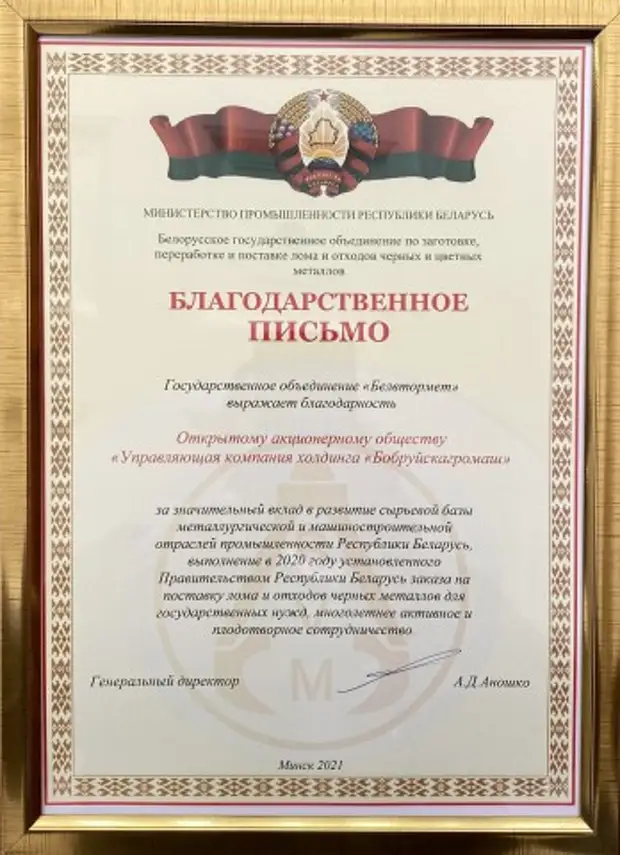 МИНИСТЕРСТВО ПРОМЫШЛЕННОСТИ РЕСПУБЛИКИ БЕЛАРУСЬ
Белорусское государственное объединение по заготовке,
переработке и поставке лома и отходов черных и цветных
металлов
БЛАГОДАРСТВЕННОЕ
ПИСЬМО
Государственное объединение «Белвтормет»
выражает благодарность
Открытому акционерному обществу
«Управляющая компания холдинга «Бобруйскагромаш»
за значительный вклад в развитие сырьевой базы
металлургической и машиностроительной
отраслей промышленности Республики Беларусь,
выполнение в 2020 году установленного
Правительством Республики Беларусь заказа на
поставку лома и отходов черных металлов для
государственных нужд, многолетнее активное и
плодотворное сотрудничество
М
Генеральный директор
А.Д.Аношко
Минск 2021